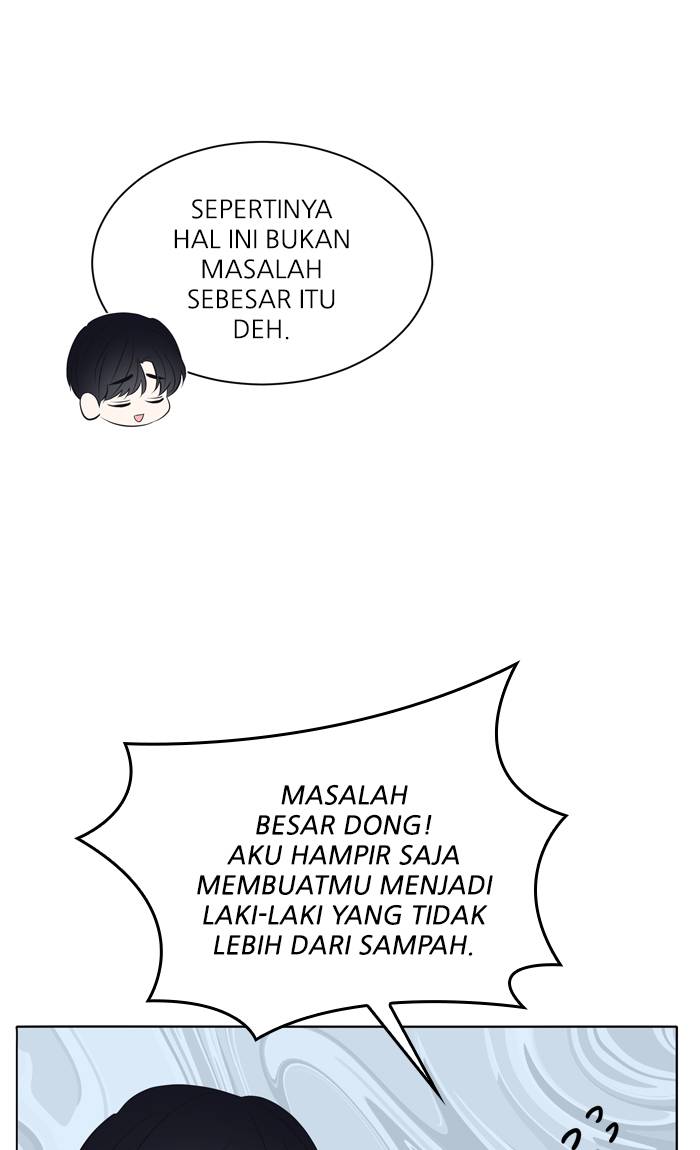 SEPERTINYA
HAL INI BUKAN
MASALAH
SEBESAR ITU
DEH.
MASALAH
BESAR DONG!
AKU HAMPIR SAJA
MEMBUATMU MENJADI
LAKI-LAKI YANG TIDAK
LEBIH DARI SAMPAH.